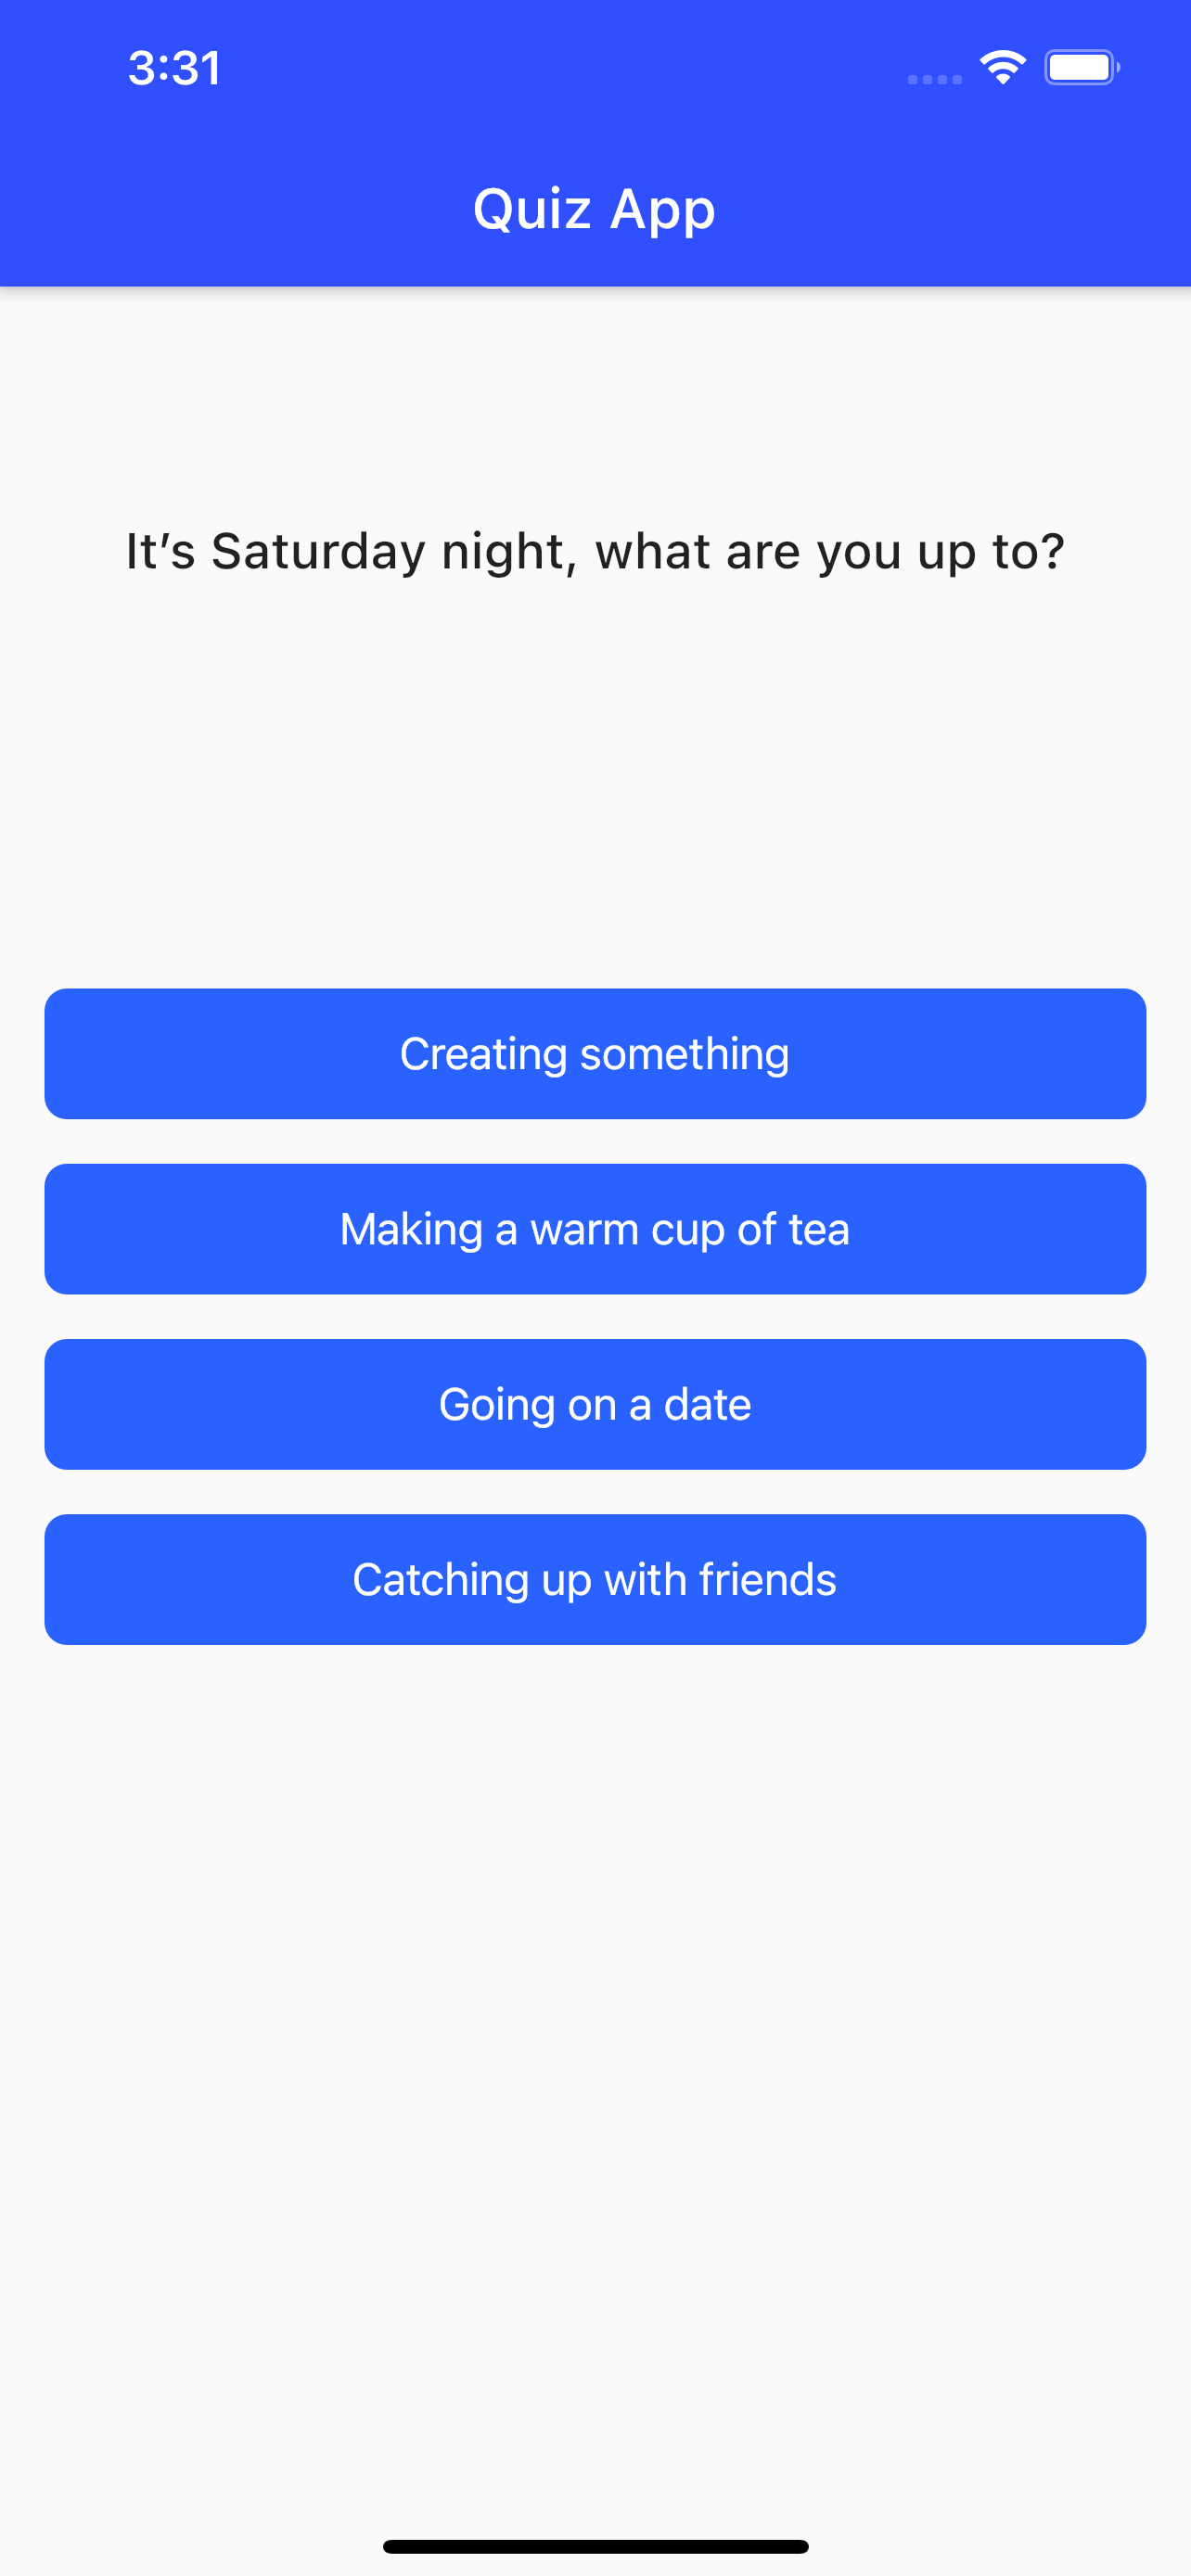 3:31
Quiz App
It’s Saturday night, what are you up to?
Creating something
Making a warm cup of tea
Going on a date
Catching up with friends